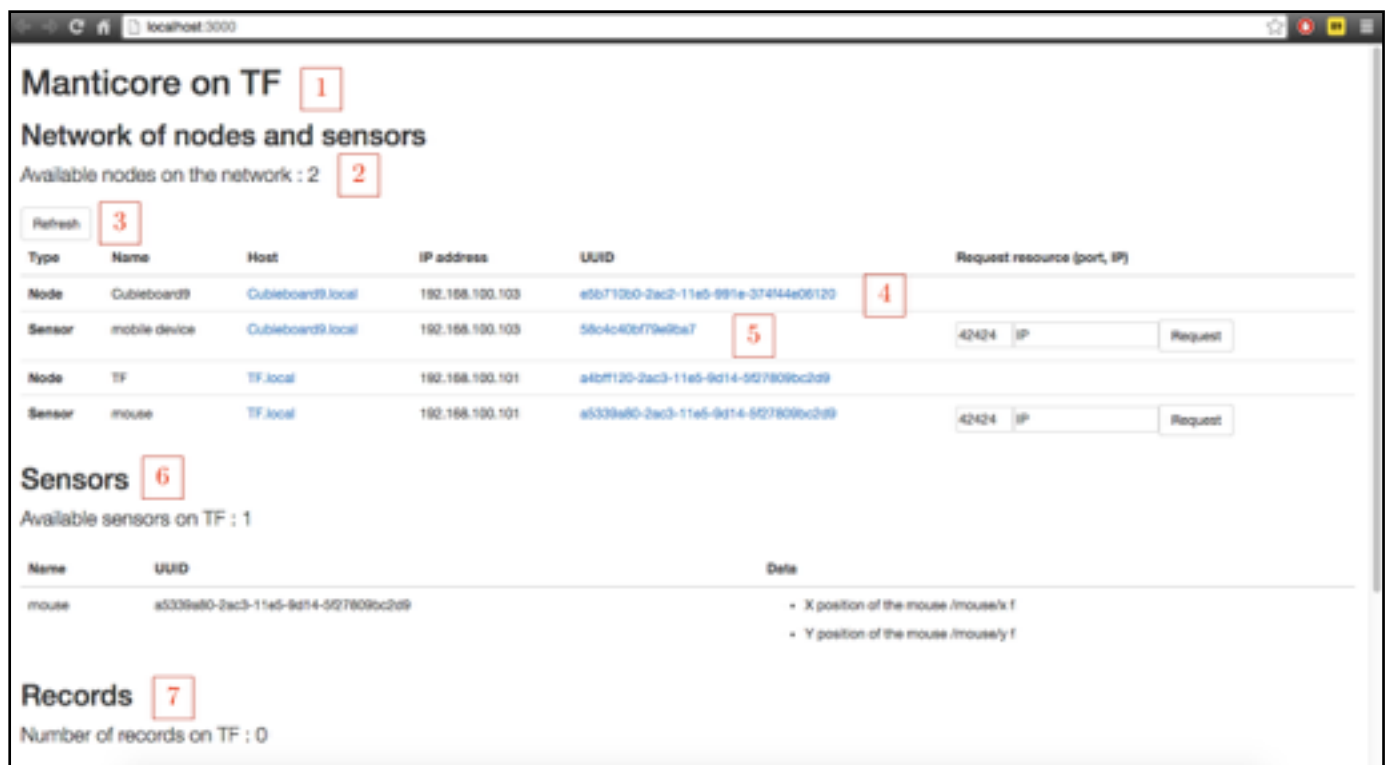 localhost:3000
Manticore on TF 1
Network of nodes and sensors
Available nodes on the network : 2 2
Refresh 3
Type Name Host IP address UUID Request resource (port, IP)
Node Cubieboard9 Cubieboard9.local 192.168.100.103 e5b710b0-2ac2-11e5-991e-374f44e06120 4
Sensor mobile device Cubieboard9.local 192.168.100.103 58c4c40bf79e9ba7 5 42424 IP Request
Node TF TF.local 192.168.100.101 a4bff120-2ac3-11e5-9d14-5f27809bc2d9
Sensor mouse TF.local 192.168.100.101 a5339a80-2ac3-11e5-9d14-5f27809bc2d9 42424 IP Request
Sensors 6
Available sensors on TF : 1
Name UUID Data
mouse a5339a80-2ac3-11e5-9d14-5f27809bc2d9 • X position of the mouse /mouse/x f
• Y position of the mouse /mouse/y f
Records 7
Number of records on TF : 0